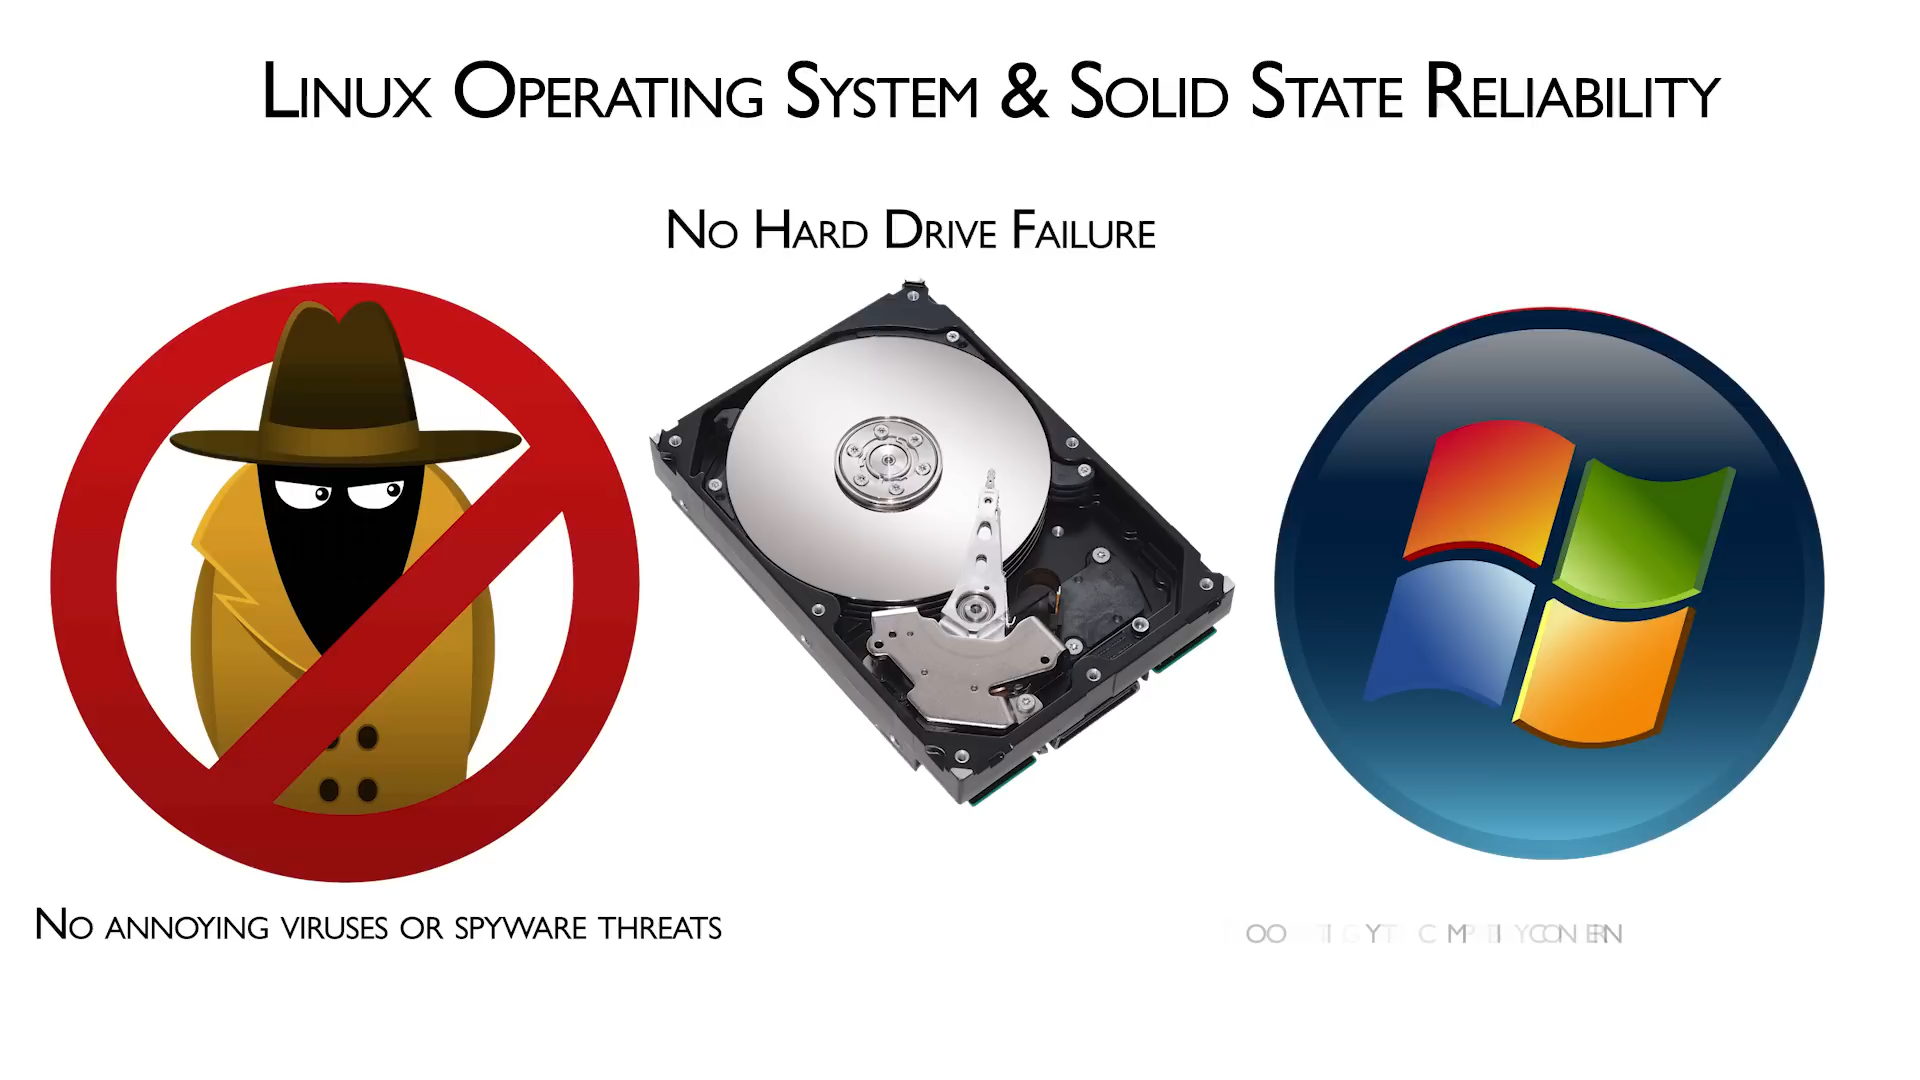 Linux Operating System & Solid State Reliability
No Hard Drive Failure
No annoying viruses or spyware threats